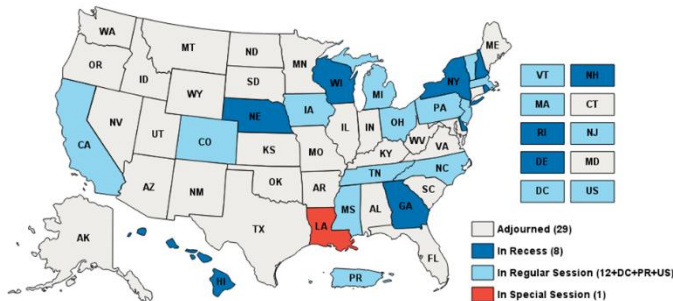 WA
MT
ND
MN
ME
OR
ID
SD
WI
NY
WY
MI
VT
NH
IA
PA
NE
MA
CT
NV
OH
IL
IN
UT
CO
RI
NJ
CA
WV
VA
KS
MO
KY
DE
MD
NC
TN
OK
AZ
NM
AR
SC
DC
US
MS
AL
GA
Adjourned (29)
TX
LA
AK
In Recess (8)
FL
In Regular Session (12+DC+PR+US)
HI
PR
In Special Session (1)